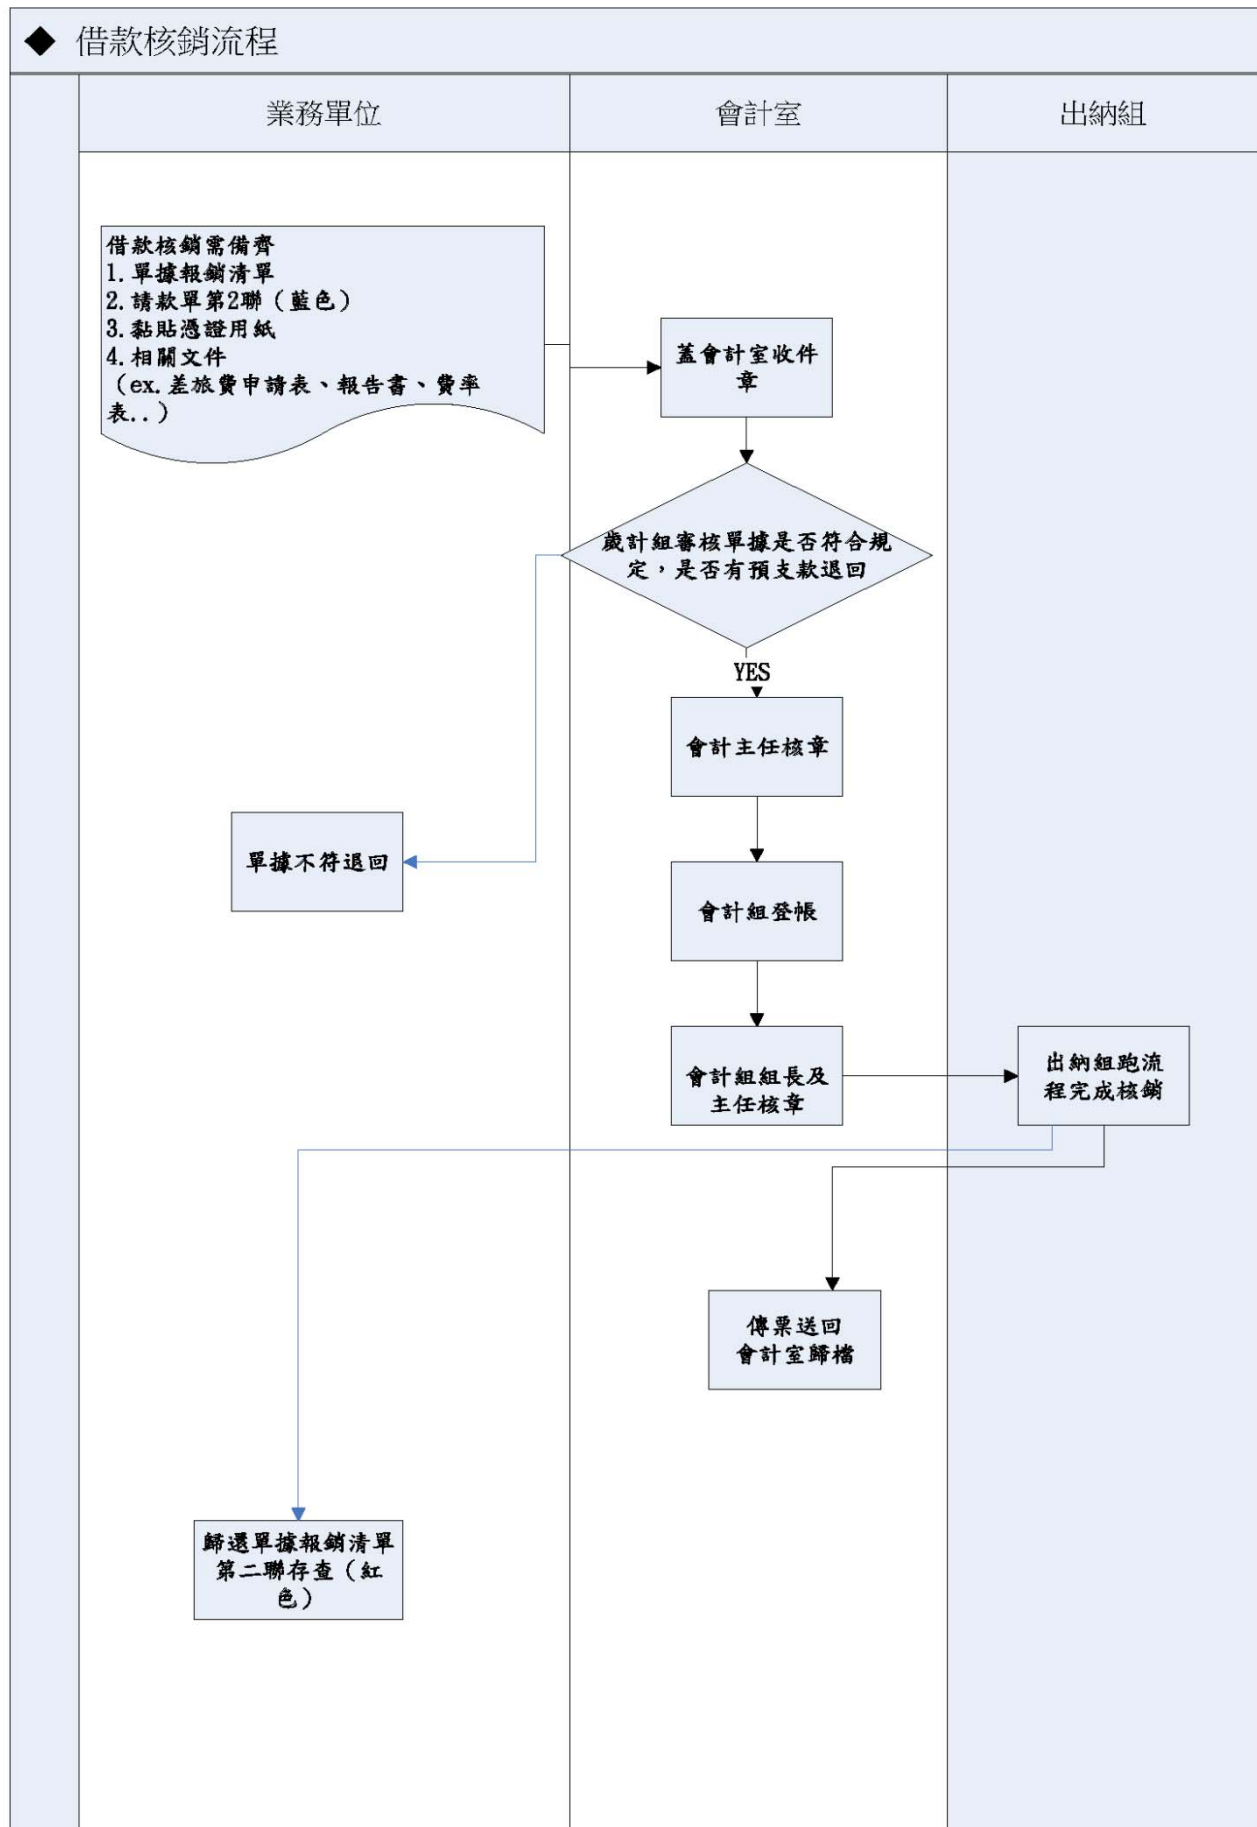 ◆ 借款核銷流程
業務單位
會計室
出納組
借款核銷需備齊
1.單據報銷清單
2.請款單第2聯（藍色）
3.黏貼憑證用紙
4.相關文件
（ex.差旅費申請表、報告書、費率
表..）
蓋會計室收件
章
歲計組審核單據是否符合規
定，是否有預支款退回
YES
會計主任核章
單據不符退回
會計組登帳
會計組組長及
主任核章
出納組跑流
程完成核銷
傳票送回
會計室歸檔
歸還單據報銷清單
第二聯存查（紅
色）